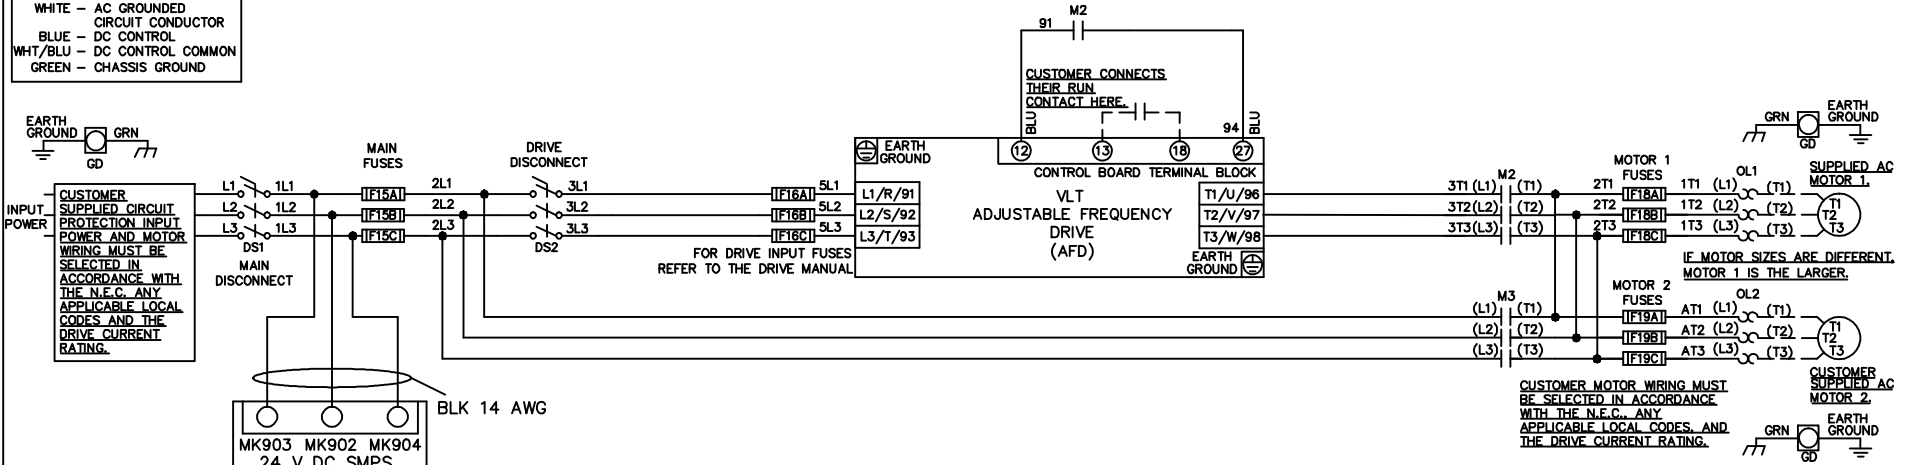 WHITE – AC GROUNDED
CIRCUIT CONDUCTOR
BLUE – DC CONTROL
WHT/BLU – DC CONTROL COMMON
GREEN – CHASSIS GROUND
EARTH
GROUND
GRN
GD
INPUT
POWER
CUSTOMER
SUPPLIED CIRCUIT
PROTECTION INPUT
POWER AND MOTOR
WIRING MUST BE
SELECTED IN
ACCORDANCE WITH
THE N.E.C. ANY
APPLICABLE LOCAL
CODES AND THE
DRIVE CURRENT
RATING.
L1 1L1
L2 1L2
L3 1L3
DS1
MAIN
DISCONNECT
MAIN
FUSES
F15A
F15B
F15C
2L1
2L2
2L3
DRIVE
DISCONNECT
3L1
3L2
3L3
DS2
F16A 5L1
F16B 5L2
F16C 5L3
FOR DRIVE INPUT FUSES
REFER TO THE DRIVE MANUAL
MK903 MK902 MK904
24 V DC SMPS
BLK 14 AWG
M2
91
CUSTOMER CONNECTS
THEIR RUN
CONTACT HERE.
BLU
94
BLU
12 13 18 27
CONTROL BOARD TERMINAL BLOCK
EARTH
GROUND
L1/R/91
L2/S/92
L3/T/93
VLT
ADJUSTABLE FREQUENCY
DRIVE
(AFD)
T1/U/96
T2/V/97
T3/W/98
EARTH
GROUND
M2
3T1 (L1) (T1)
3T2(L2) (T2)
3T3(L3) (T3)
MOTOR 1
FUSES
2T1 F18A 1T1 (L1) (T1)
2T2 F18B 1T2 (L2) (T2)
2T3 F18C 1T3 (L3) (T3)
OL1
GRN
EARTH
GROUND
GD
SUPPLIED AC
MOTOR 1.
T1
T2
T3
IF MOTOR SIZES ARE DIFFERENT,
MOTOR 1 IS THE LARGER.
M3
(L1) (T1)
(L2) (T2)
(L3) (T3)
MOTOR 2
FUSES
F19A AT1 (L1) (T1)
F19B AT2 (L2) (T2)
F19C AT3 (L3) (T3)
OL2
T1
T2
T3
CUSTOMER
SUPPLIED AC
MOTOR 2.
CUSTOMER MOTOR WIRING MUST
BE SELECTED IN ACCORDANCE
WITH THE N.E.C., ANY
APPLICABLE LOCAL CODES, AND
THE DRIVE CURRENT RATING.
GRN
EARTH
GROUND
GD